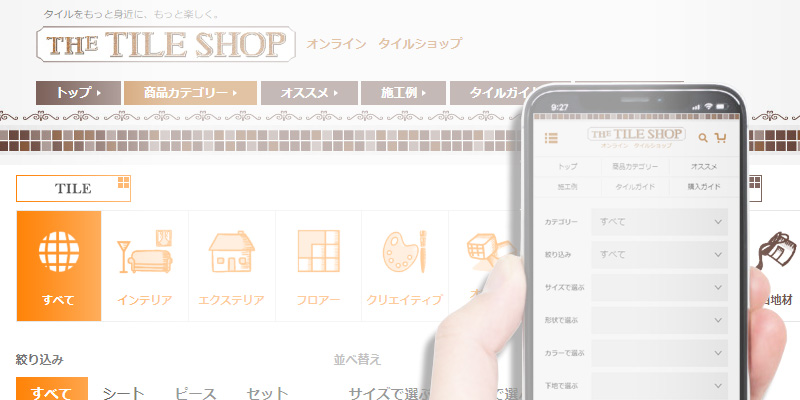 タイルをもっと身近に、もっと楽しく。
THE TILE SHOP オンライン タイルショップ
トップ 商品カテゴリー オススメ 施工例 タイルガイド
TILE
すべて インテリア エクステリア フロアー クリエイティブ
絞り込み 並べ替え
すべて シート ピース セット サイズで選ぶ で選ぶ
9:27
THE TILE SHOP
オンライン タイルショップ
トップ 商品カテゴリー オススメ
施工例 タイルガイド 購入ガイド
カテゴリー すべて
絞り込み すべて
サイズで選ぶ
形状で選ぶ
カラーで選ぶ
下地で選ぶ
地材